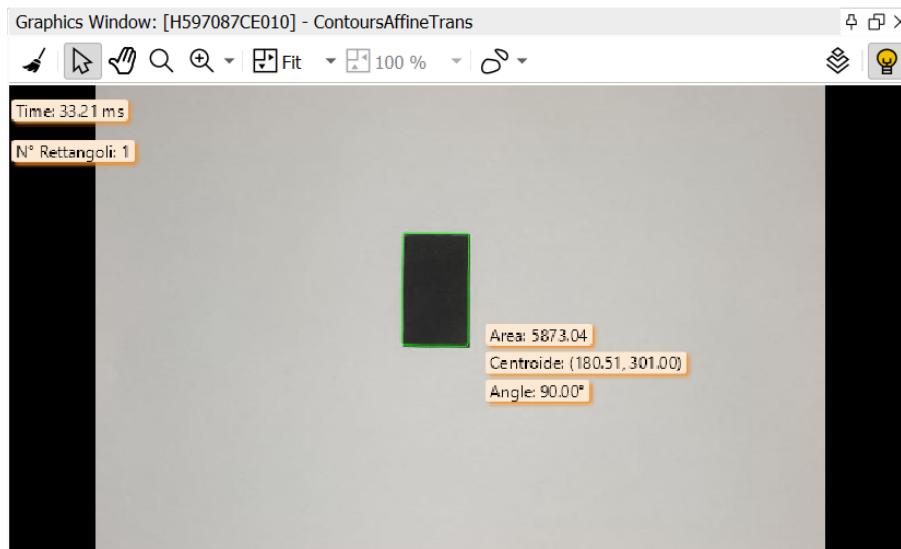 Graphics Window: [H597087CE010] - ContoursAffineTrans
Fit 100 %
Time: 33.21 ms
N° Rettangoli: 1
Area: 5873.04
Centroide: (180.51, 301.00)
Angle: 90.00°